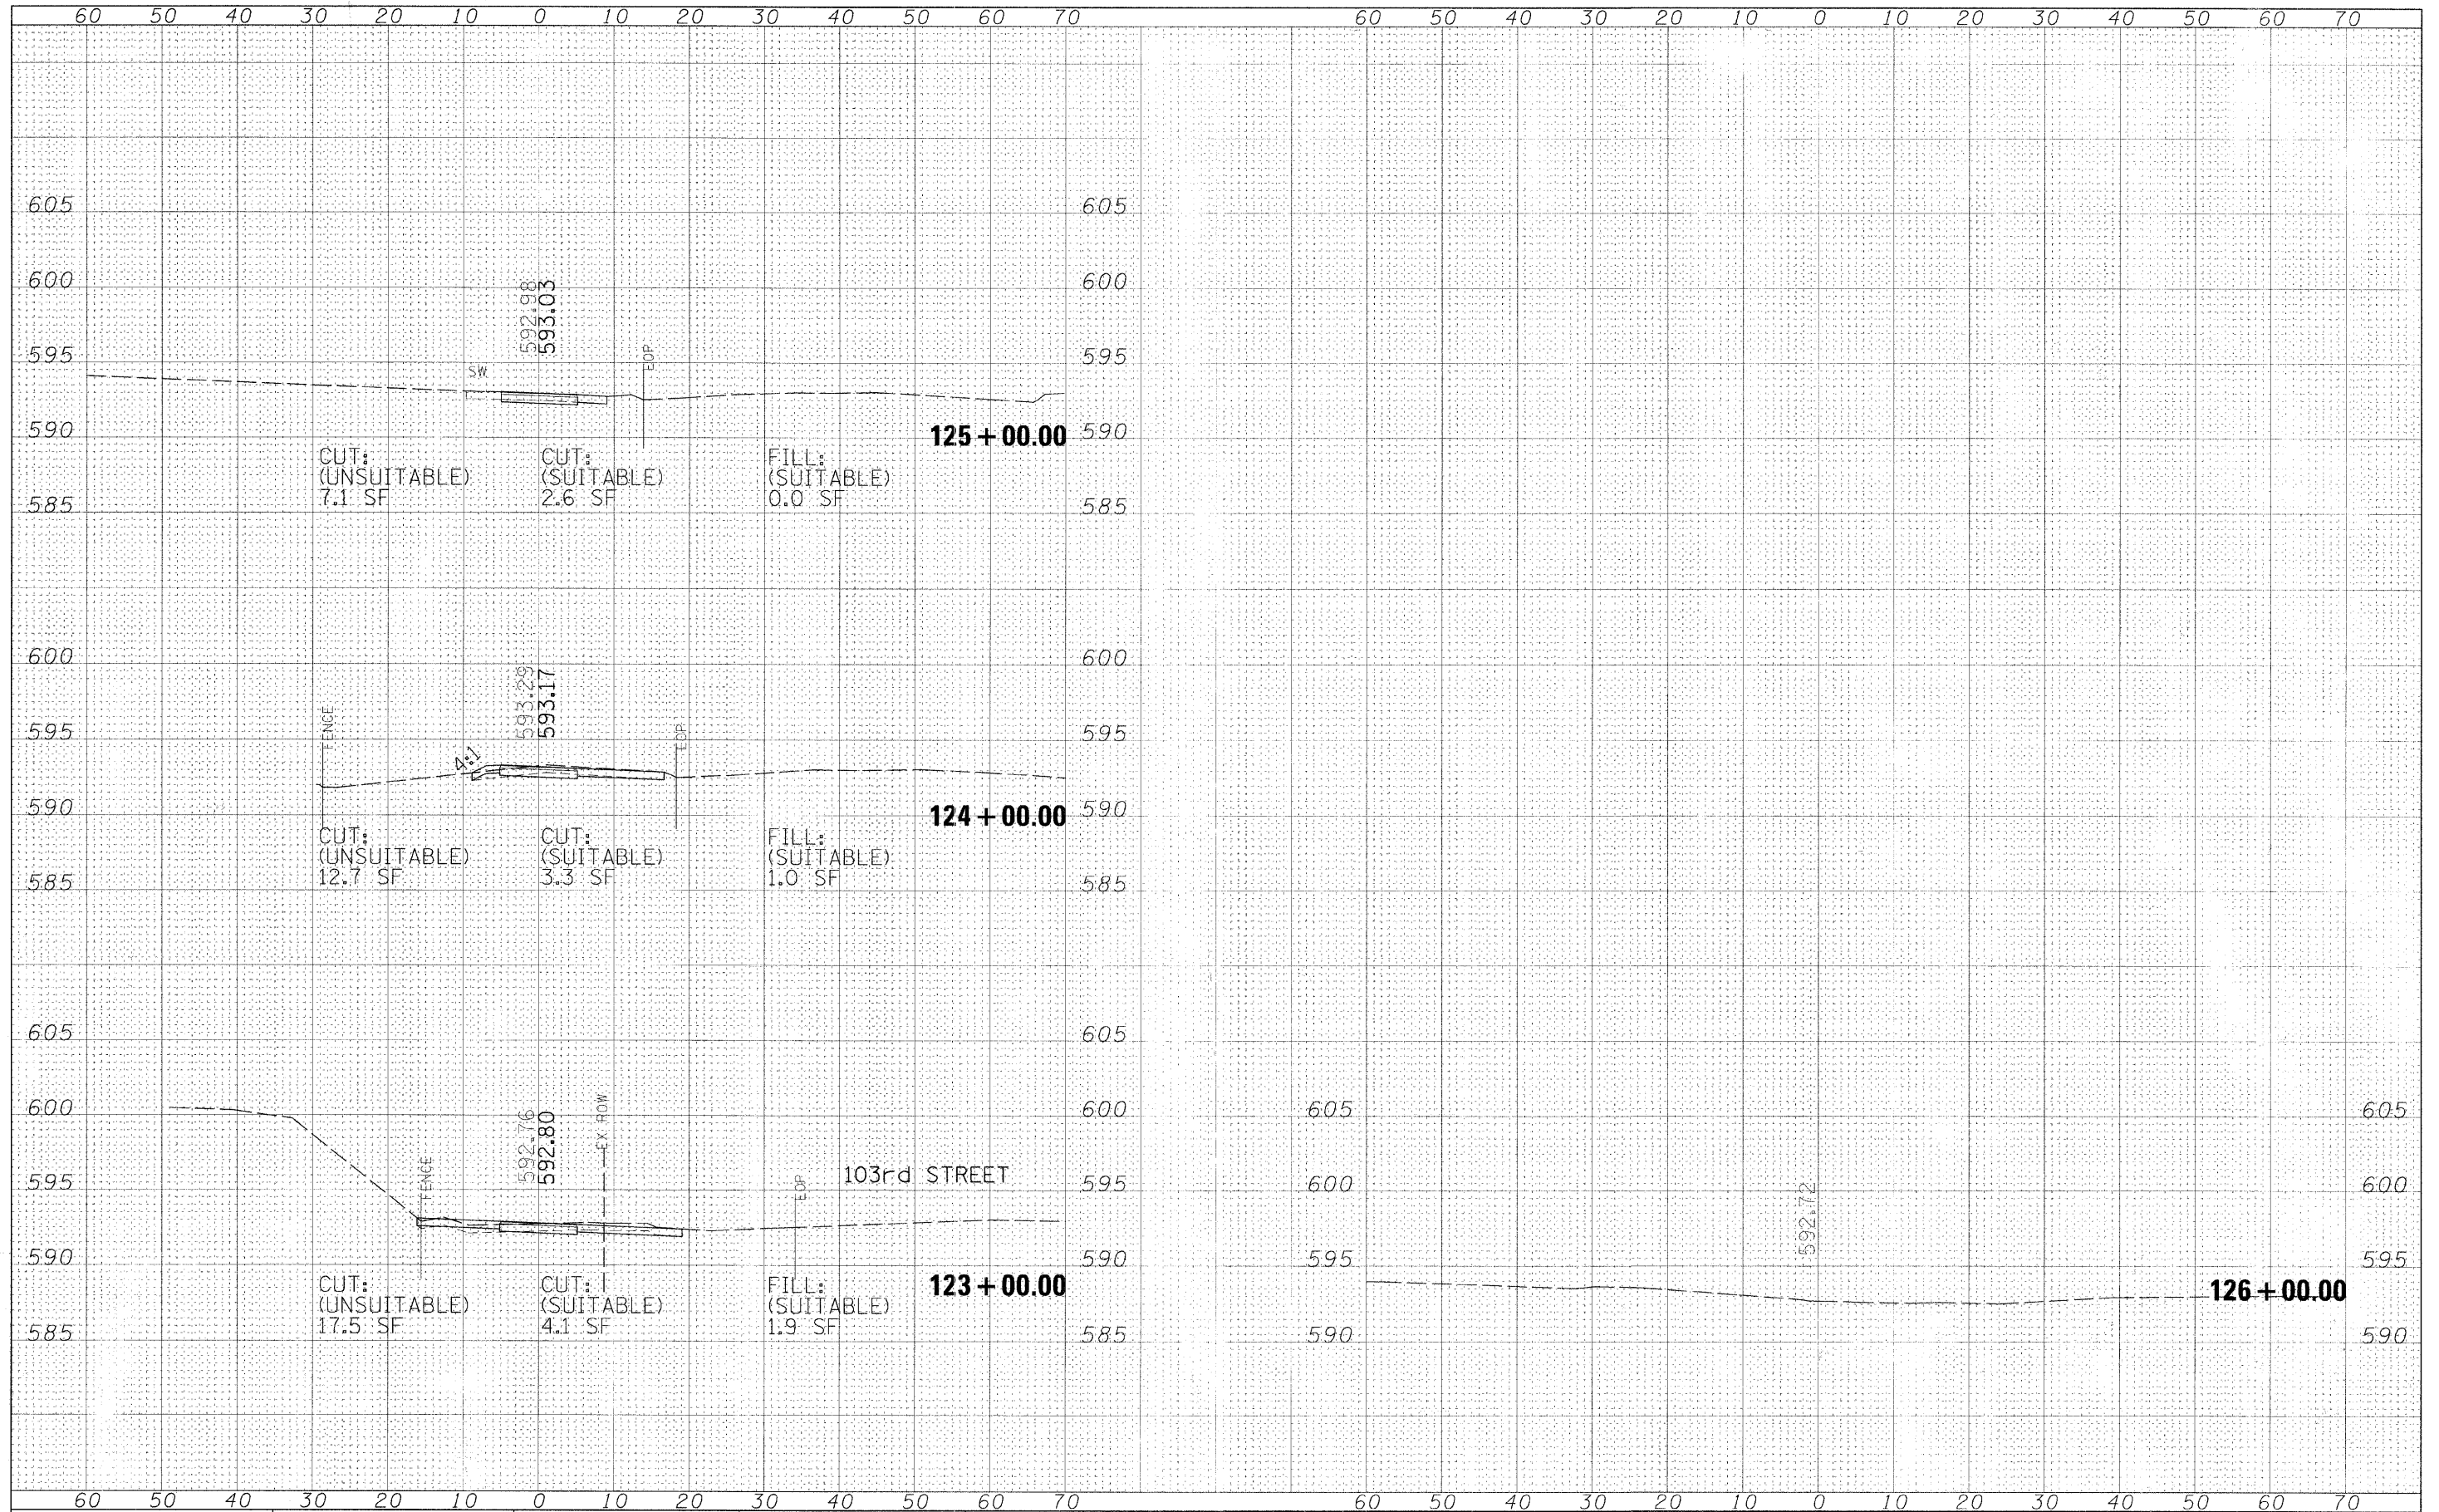 60 50 40 30 20 10 0 10 20 30 40 50 60 70 60 50 40 30 20 10 0 10 20 30 40 50 60 70
605 605
600 600
592.98
593.03
595 595
SW
EOP
590 125+00.00 590
CUT: CUT: FILL:
(UNSUITABLE) (SUITABLE) (SUITABLE)
7.1 SF 2.6 SF 0.0 SF
585 585
600 600
593.29
593.17
595 595
FENCE
4:1
EOP
590 124+00.00 590
CUT: CUT: FILL:
(UNSUITABLE) (SUITABLE) (SUITABLE)
12.7 SF 3.3 SF 1.0 SF
585 585
605 605
600 600
592.76
592.80
EX ROW
FENCE
EOP
103rd STREET
595 595
590 590
CUT: CUT: FILL: 123+00.00
(UNSUITABLE) (SUITABLE) (SUITABLE)
17.5 SF 4.1 SF 1.9 SF
585 585
605 605
600 600
592.72
595 595
126+00.00
590 590
60 50 40 30 20 10 0 10 20 30 40 50 60 70 60 50 40 30 20 10 0 10 20 30 40 50 60 70